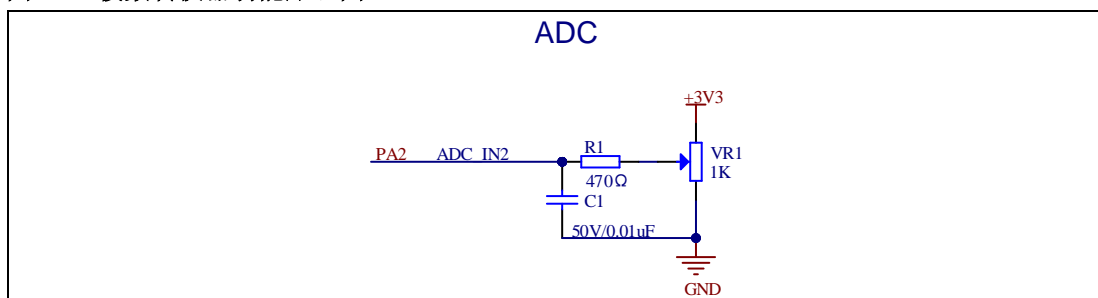 ADC
+3V3
PA2 ADC_IN2 R1 VR1
470Ω 1K
C1
50V/0.01uF
GND